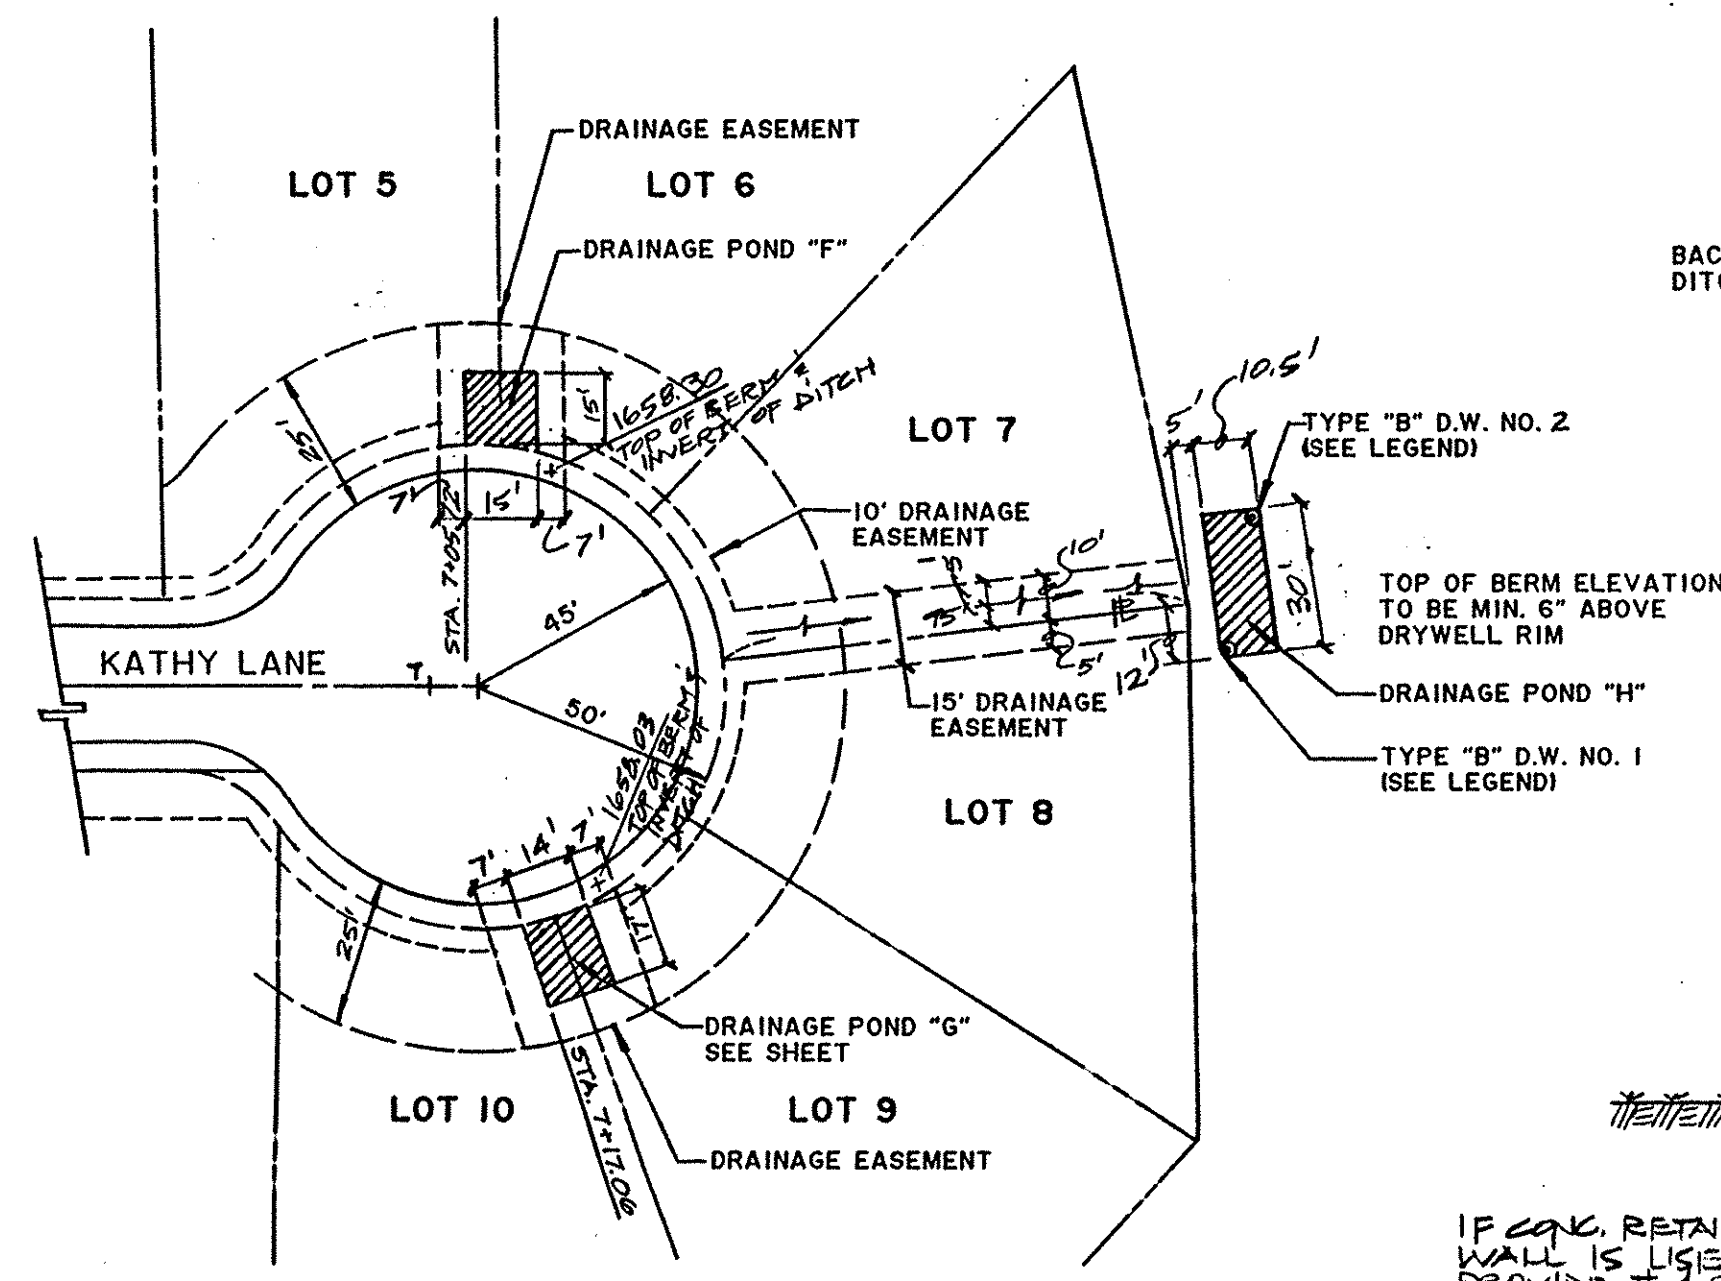 DRAINAGE EASEMENT
LOT 5
LOT 6
DRAINAGE POND "F"
BAC
DIT
15'
1658.30
TOP OF BERM &
INVERT OF DITCH
LOT 7
5'
10.5'
TYPE "B" D.W. NO. 2
(SEE LEGEND)
25'
7'
15'
7'
STA. 7+05.72
10' DRAINAGE
EASEMENT
10'
30'
TOP OF BERM ELEVATION
TO BE MIN. 6" ABOVE
DRYWELL RIM
45'
KATHY LANE
50'
5'
12'
15' DRAINAGE
EASEMENT
DRAINAGE POND "H"
1658.03
TOP OF BERM &
INVERT OF
DITCH
TYPE "B" D.W. NO. 1
(SEE LEGEND)
LOT 8
7'
14'
7'
25'
17'
DRAINAGE POND "G"
SEE SHEET
LOT 10
LOT 9
STA. 7+17.06
DRAINAGE EASEMENT
IF CONC. RETAI
WALL IS USE